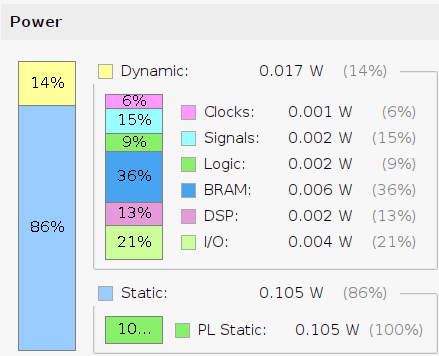 Power
14%
86%
Dynamic: 0.017 W (14%)
6%
15%
9%
36%
13%
21%
Clocks: 0.001 W (6%)
Signals: 0.002 W (15%)
Logic: 0.002 W (9%)
BRAM: 0.006 W (36%)
DSP: 0.002 W (13%)
I/O: 0.004 W (21%)
Static: 0.105 W (86%)
10...
PL Static: 0.105 W (100%)